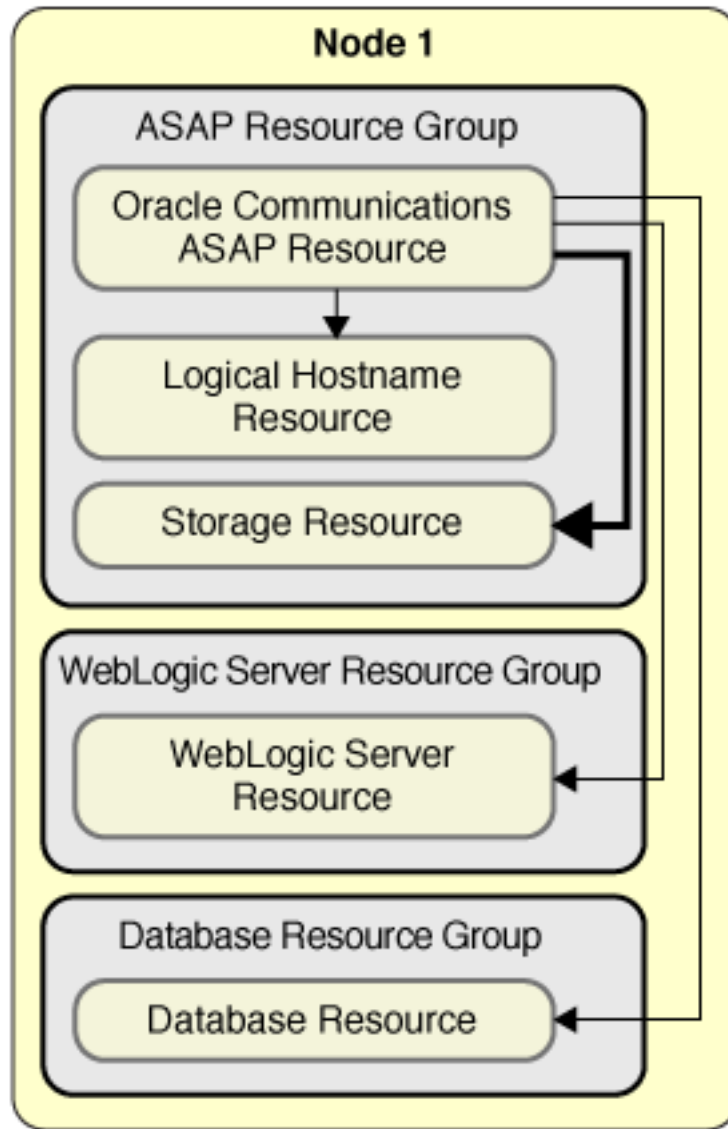 Node 1
ASAP Resource Group
Oracle Communications
ASAP Resource
Logical Hostname
Resource
Storage Resource
WebLogic Server Resource Group
WebLogic Server
Resource
Database Resource Group
Database Resource